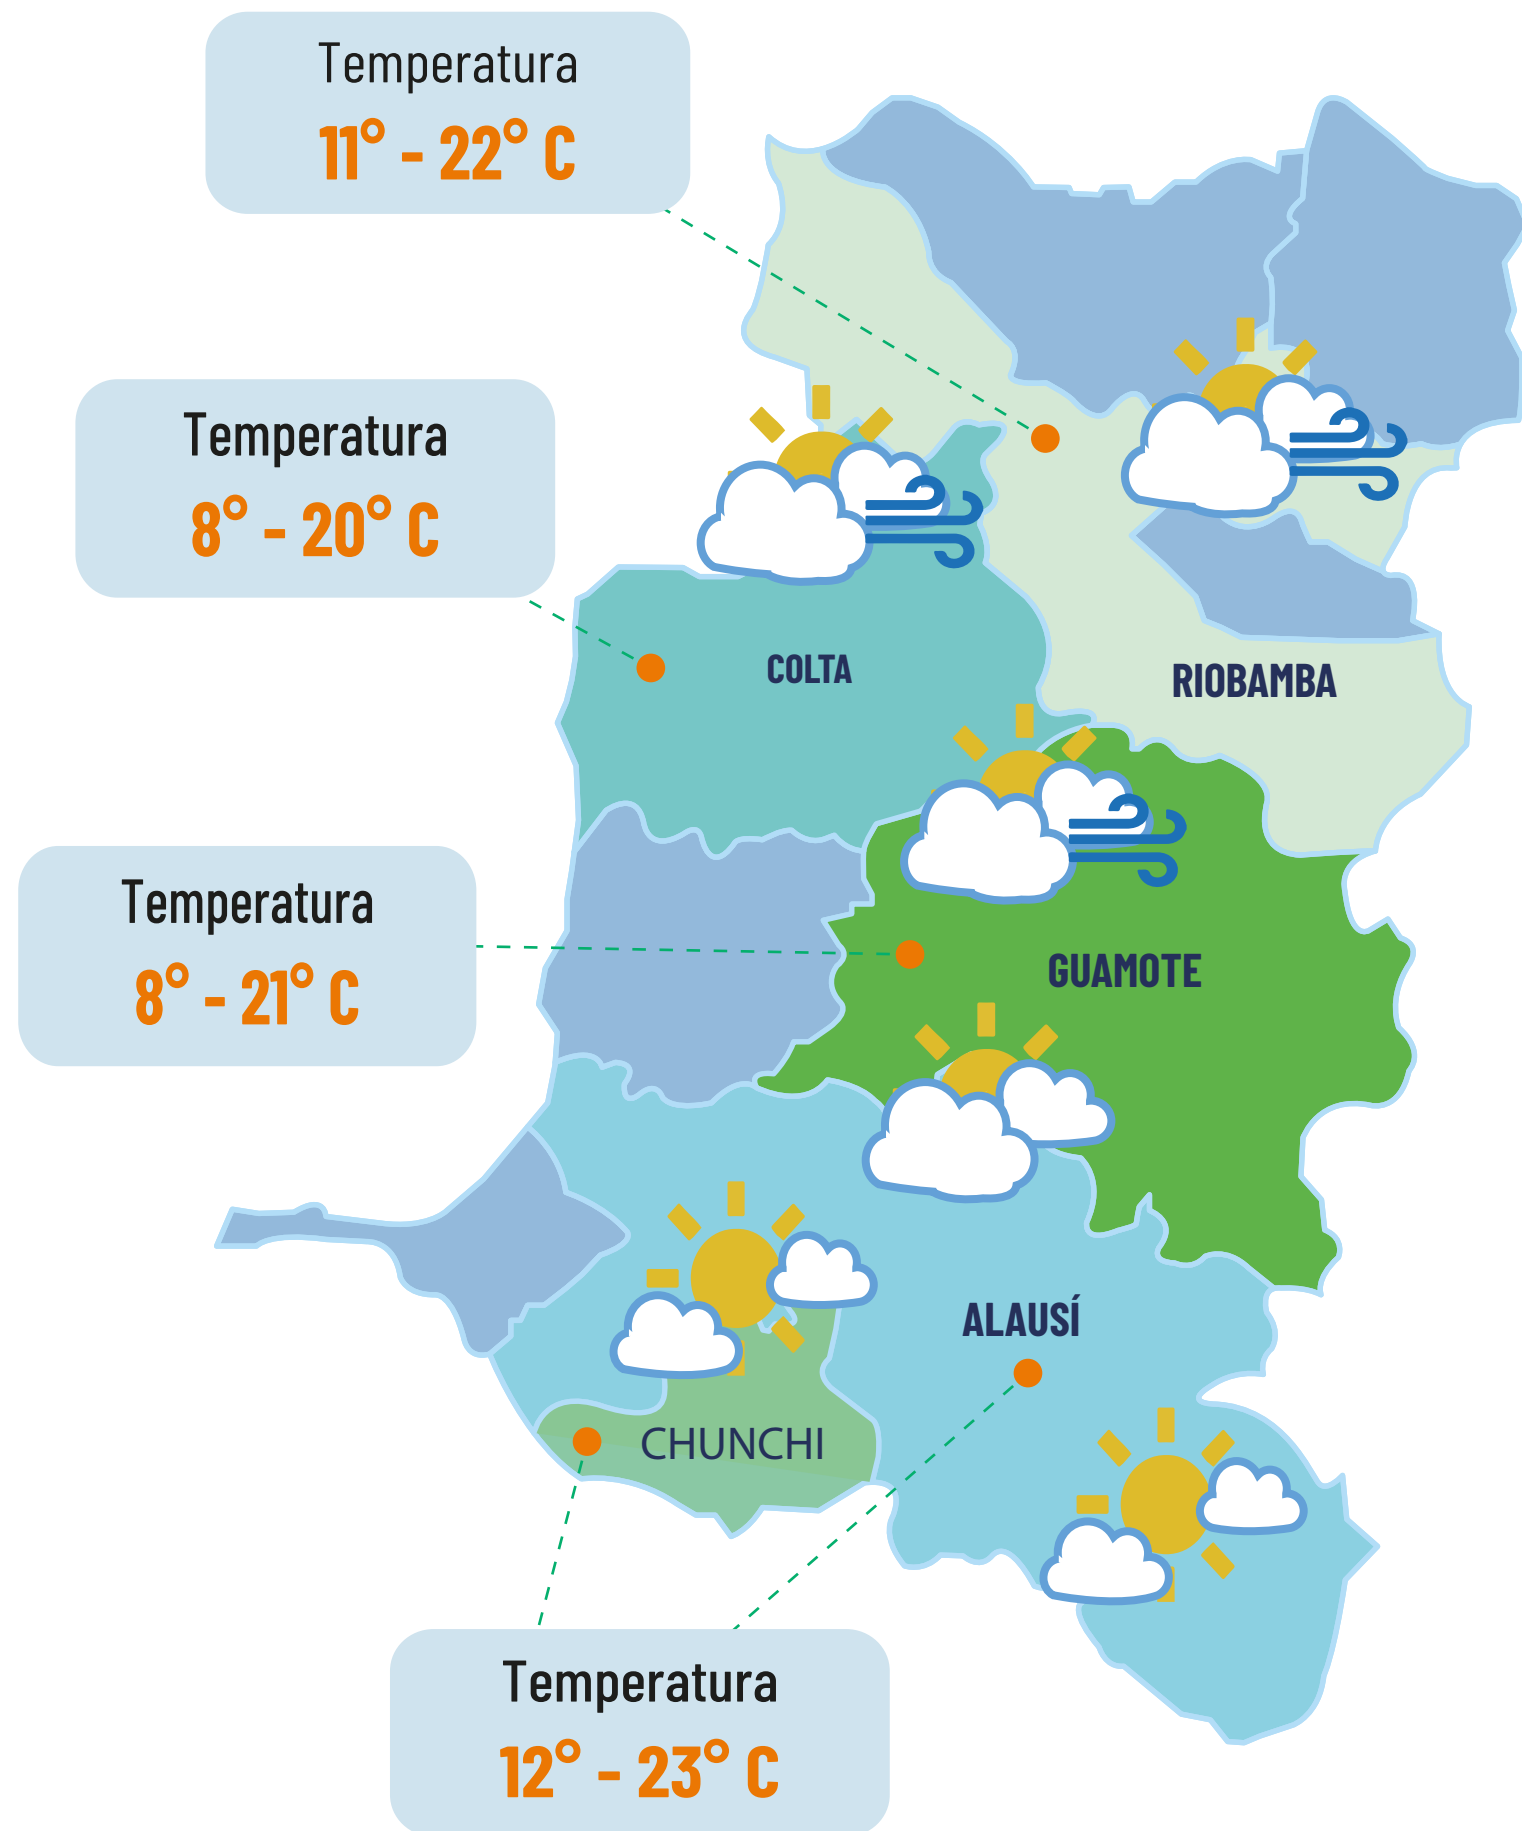 Temperatura
11° - 22° C
Temperatura
8° - 20° C
COLTA
RIOBAMBA
Temperatura
8° - 21° C
GUAMOTE
ALAUSÍ
CHUNCHI
Temperatura
12° - 23° C